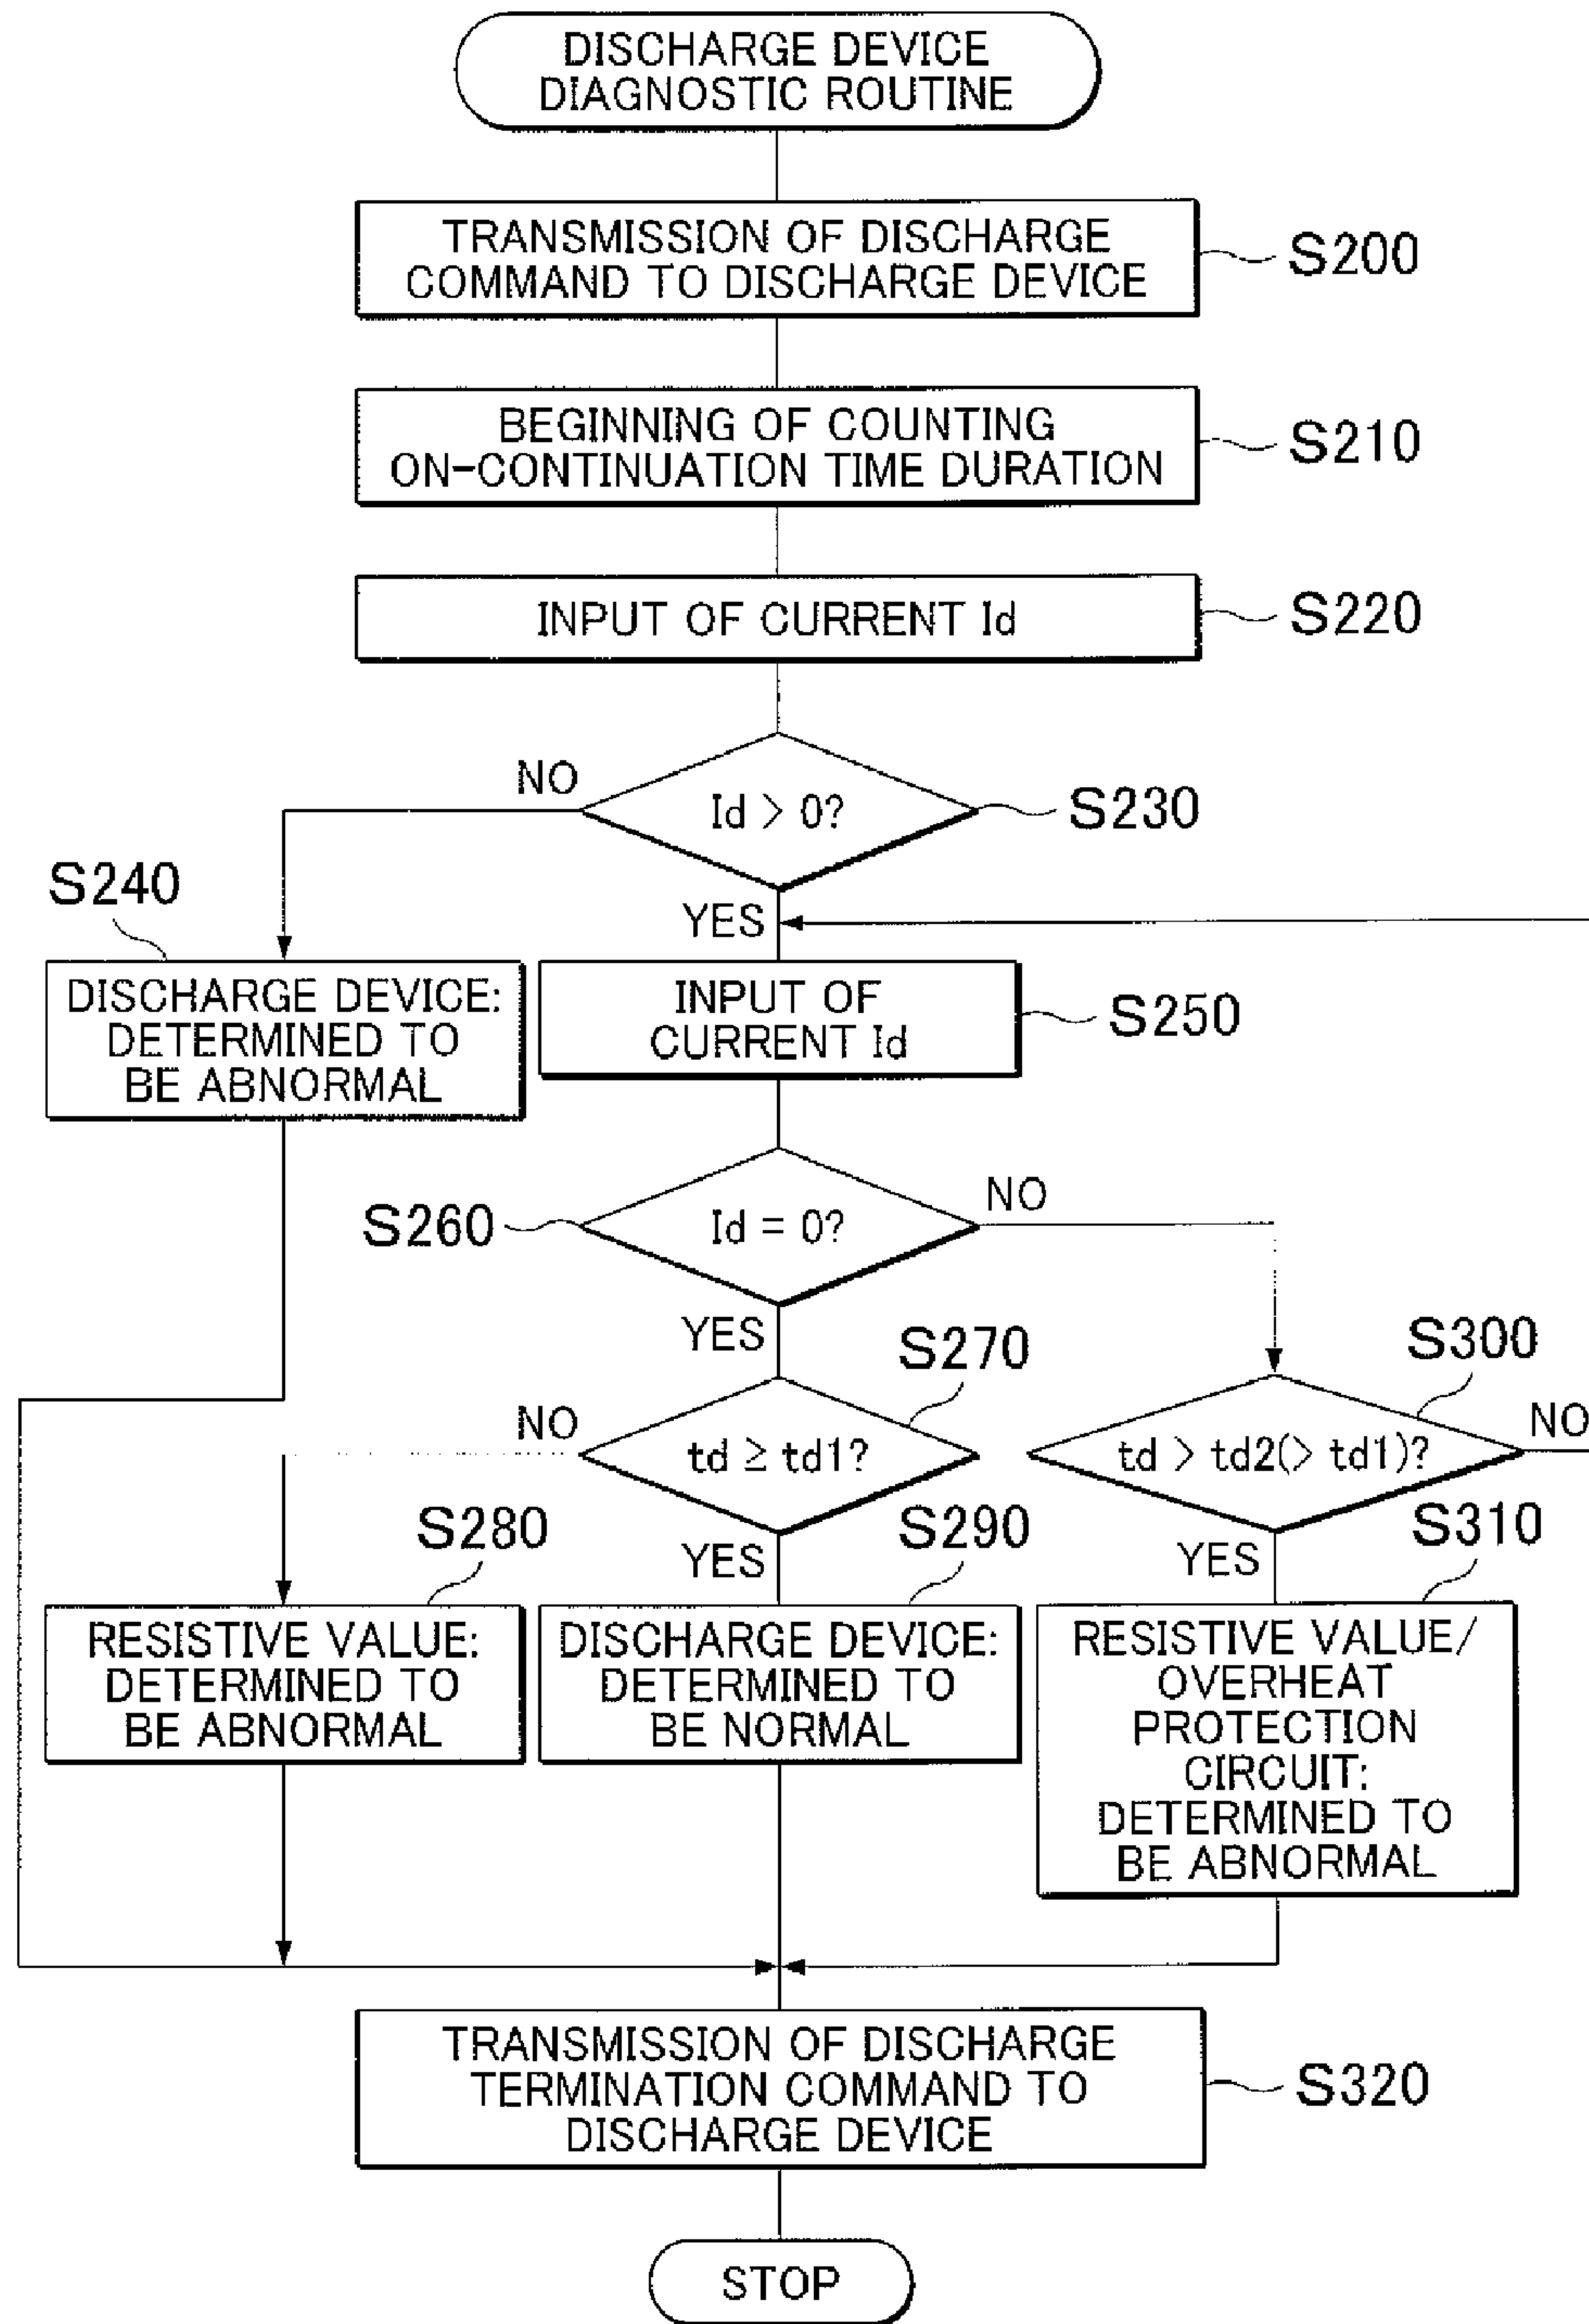 DISCHARGE DEVICE
DIAGNOSTIC ROUTINE
TRANSMISSION OF DISCHARGE
COMMAND TO DISCHARGE DEVICE
S200
BEGINNING OF COUNTING
ON-CONTINUATION TIME DURATION
S210
INPUT OF CURRENT Id
S220
NO
Id > 0?
S230
YES
S240
DISCHARGE DEVICE:
DETERMINED TO
BE ABNORMAL
INPUT OF
CURRENT Id
S250
S260
Id = 0?
NO
YES
S270
S300
NO
td ≥ td1?
td > td2(> td1)?
NO
S280
YES
S290
YES
S310
RESISTIVE VALUE:
DETERMINED TO
BE ABNORMAL
DISCHARGE DEVICE:
DETERMINED TO
BE NORMAL
RESISTIVE VALUE/
OVERHEAT
PROTECTION
CIRCUIT:
DETERMINED TO
BE ABNORMAL
TRANSMISSION OF DISCHARGE
TERMINATION COMMAND TO
DISCHARGE DEVICE
S320
STOP